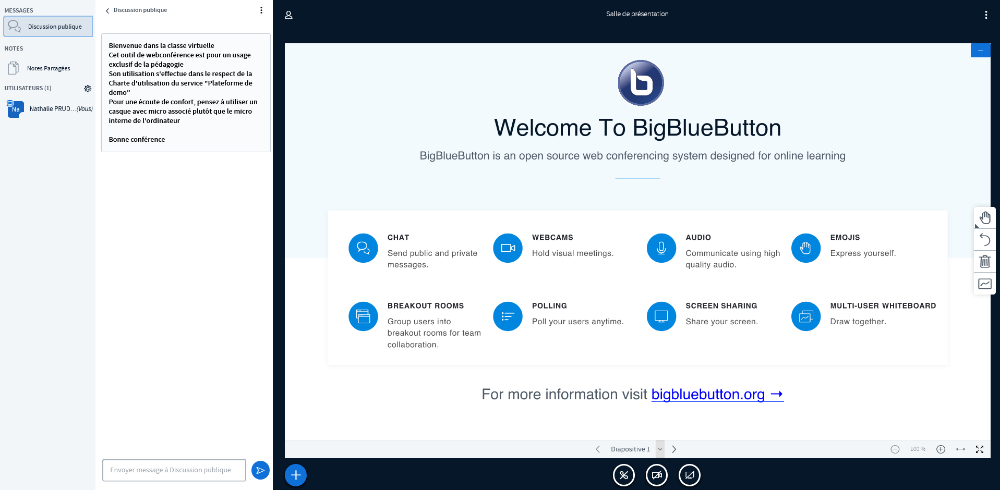 MESSAGES
Discussion publique
NOTES
Notes Partagées
UTILISATEURS (1)
Na
Nathalie PRUD...(Vous)
Discussion publique
Bienvenue dans la classe virtuelle
Cet outil de webconférence est pour un usage
exclusif de la pédagogie
Son utilisation s'effectue dans le respect de la
Charte d'utilisation du service "Plateforme de
demo"
Pour une écoute de confort, pensez à utiliser un
casque avec micro associé plutôt que le micro
interne de l'ordinateur
Bonne conférence
Envoyer message à Discussion publique
Salle de présentation
b
Welcome To BigBlueButton
BigBlueButton is an open source web conferencing system designed for online learning
CHAT
Send public and private
messages.
WEBCAMS
Hold visual meetings.
AUDIO
Communicate using high
quality audio.
EMOJIS
Express yourself.
BREAKOUT ROOMS
Group users into
breakout rooms for team
collaboration.
POLLING
Poll your users anytime.
SCREEN SHARING
Share your screen.
MULTI-USER WHITEBOARD
Draw together.
For more information visit bigbluebutton.org →
Diapositive 1
100 %